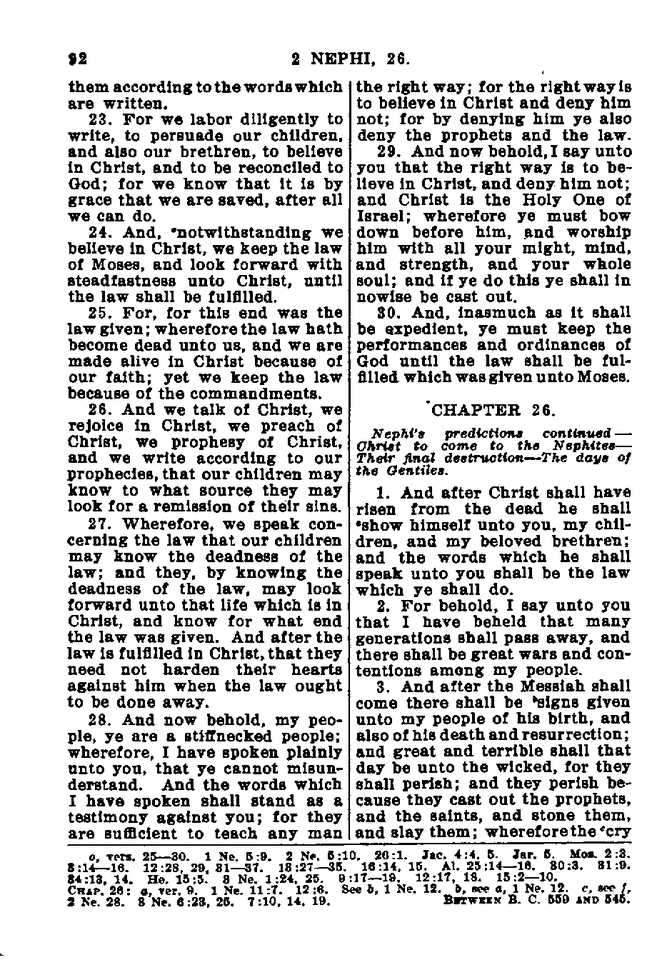 92
2 NEPHI, 26.
them according to the words which
are written.
23. For we labor diligently to
write, to persuade our children,
and also our brethren, to believe
in Christ, and to be reconciled to
God; for we know that it is by
grace that we are saved, after all
we can do.
24. And, ᵃnotwithstanding we
believe in Christ, we keep the law
of Moses, and look forward with
steadfastness unto Christ, until
the law shall be fulfilled.
25. For, for this end was the
law given; wherefore the law hath
become dead unto us, and we are
made alive in Christ because of
our faith; yet we keep the law
because of the commandments.
26. And we talk of Christ, we
rejoice in Christ, we preach of
Christ, we prophesy of Christ,
and we write according to our
prophecies, that our children may
know to what source they may
look for a remission of their sins.
27. Wherefore, we speak con-
cerning the law that our children
may know the deadness of the
law; and they, by knowing the
deadness of the law, may look
forward unto that life which is in
Christ, and know for what end
the law was given. And after the
law is fulfilled in Christ, that they
need not harden their hearts
against him when the law ought
to be done away.
28. And now behold, my peo-
ple, ye are a stiffnecked people;
wherefore, I have spoken plainly
unto you, that ye cannot misun-
derstand. And the words which
I have spoken shall stand as a
testimony against you; for they
are sufficient to teach any man
the right way; for the right way is
to believe in Christ and deny him
not; for by denying him ye also
deny the prophets and the law.
29. And now behold, I say unto
you that the right way is to be-
lieve in Christ, and deny him not;
and Christ is the Holy One of
Israel; wherefore ye must bow
down before him, and worship
him with all your might, mind,
and strength, and your whole
soul; and if ye do this ye shall in
nowise be cast out.
30. And, inasmuch as it shall
be expedient, ye must keep the
performances and ordinances of
God until the law shall be ful-
filled which was given unto Moses.
CHAPTER 26.
Nephi's predictions continued—
Christ to come to the Nephites—
Their final destruction—The days of
the Gentiles.
1. And after Christ shall have
risen from the dead he shall
ᵃshow himself unto you, my chil-
dren, and my beloved brethren;
and the words which he shall
speak unto you shall be the law
which ye shall do.
2. For behold, I say unto you
that I have beheld that many
generations shall pass away, and
there shall be great wars and con-
tentions among my people.
3. And after the Messiah shall
come there shall be ᵇsigns given
unto my people of his birth, and
also of his death and resurrection;
and great and terrible shall that
day be unto the wicked, for they
shall perish; and they perish be-
cause they cast out the prophets,
and the saints, and stone them,
and slay them; wherefore the ᶜcry
o, vers. 25—30. 1 Ne. 5:9. 2 Ne. 5:10. 26:1. Jac. 4:4, 5. Jar. 5. Mos. 2:3.
3:14—16. 12:28, 29, 31—37. 13:27—35. 16:14, 15. Al. 25:14—16. 30:3. 31:9.
34:13, 14. He. 15:5. 3 Ne. 1:24, 25. 9:17—19. 12:17, 18. 15:2—10.
CHAP. 26: a, ver. 9. 1 Ne. 11:7. 12:6. See b, 1 Ne. 12. b, see a, 1 Ne. 12. c, see f,
2 Ne. 28. 3 Ne. 6:23, 25. 7:10, 14, 19. BETWEEN B. C. 559 AND 545.